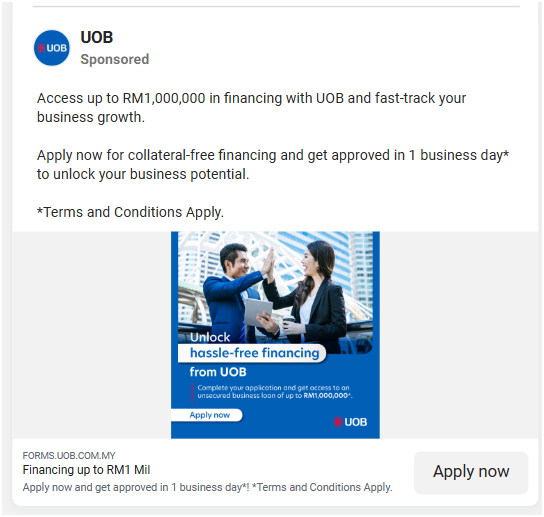 UOB
UOB
Sponsored
Access up to RM1,000,000 in financing with UOB and fast-track your
business growth.
Apply now for collateral-free financing and get approved in 1 business day*
to unlock your business potential.
*Terms and Conditions Apply.
Unlock
hassle-free financing
from UOB
Complete your application and get access to an
unsecured business loan of up to RM1,000,000^.
Apply now
UOB
FORMS.UOB.COM.MY
Financing up to RM1 Mil
Apply now and get approved in 1 business day*! *Terms and Conditions Apply.
Apply now